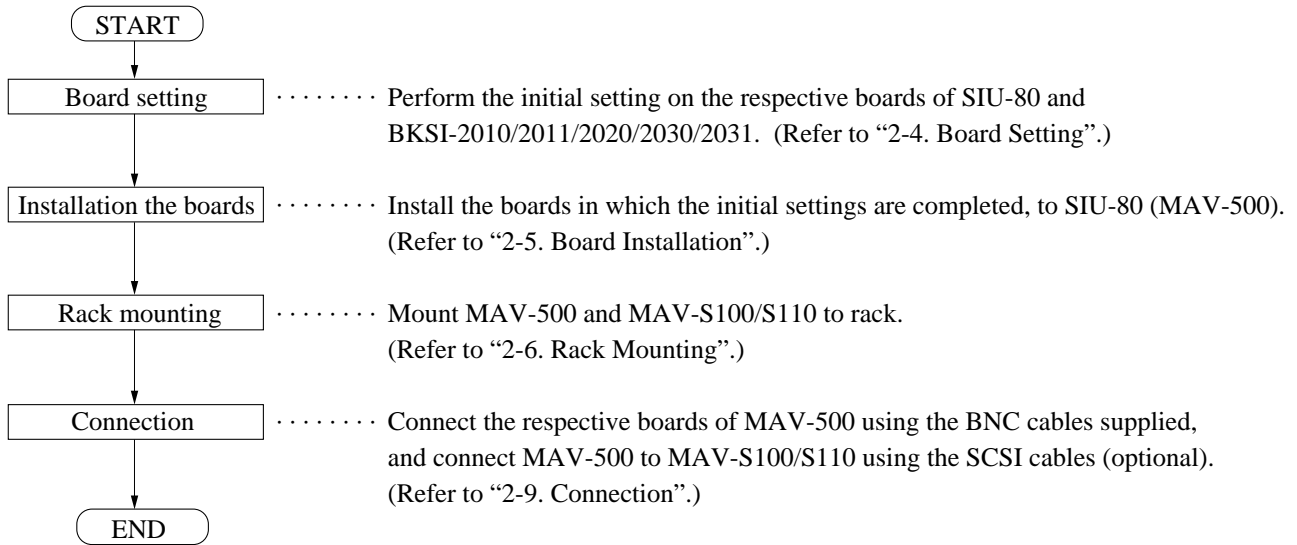 START
Board setting ········ Perform the initial setting on the respective boards of SIU-80 and
BKSI-2010/2011/2020/2030/2031. (Refer to “2-4. Board Setting”.)
Installation the boards ········ Install the boards in which the initial settings are completed, to SIU-80 (MAV-500).
(Refer to “2-5. Board Installation”.)
Rack mounting ········ Mount MAV-500 and MAV-S100/S110 to rack.
(Refer to “2-6. Rack Mounting”.)
Connection ········ Connect the respective boards of MAV-500 using the BNC cables supplied,
and connect MAV-500 to MAV-S100/S110 using the SCSI cables (optional).
(Refer to “2-9. Connection”.)
END